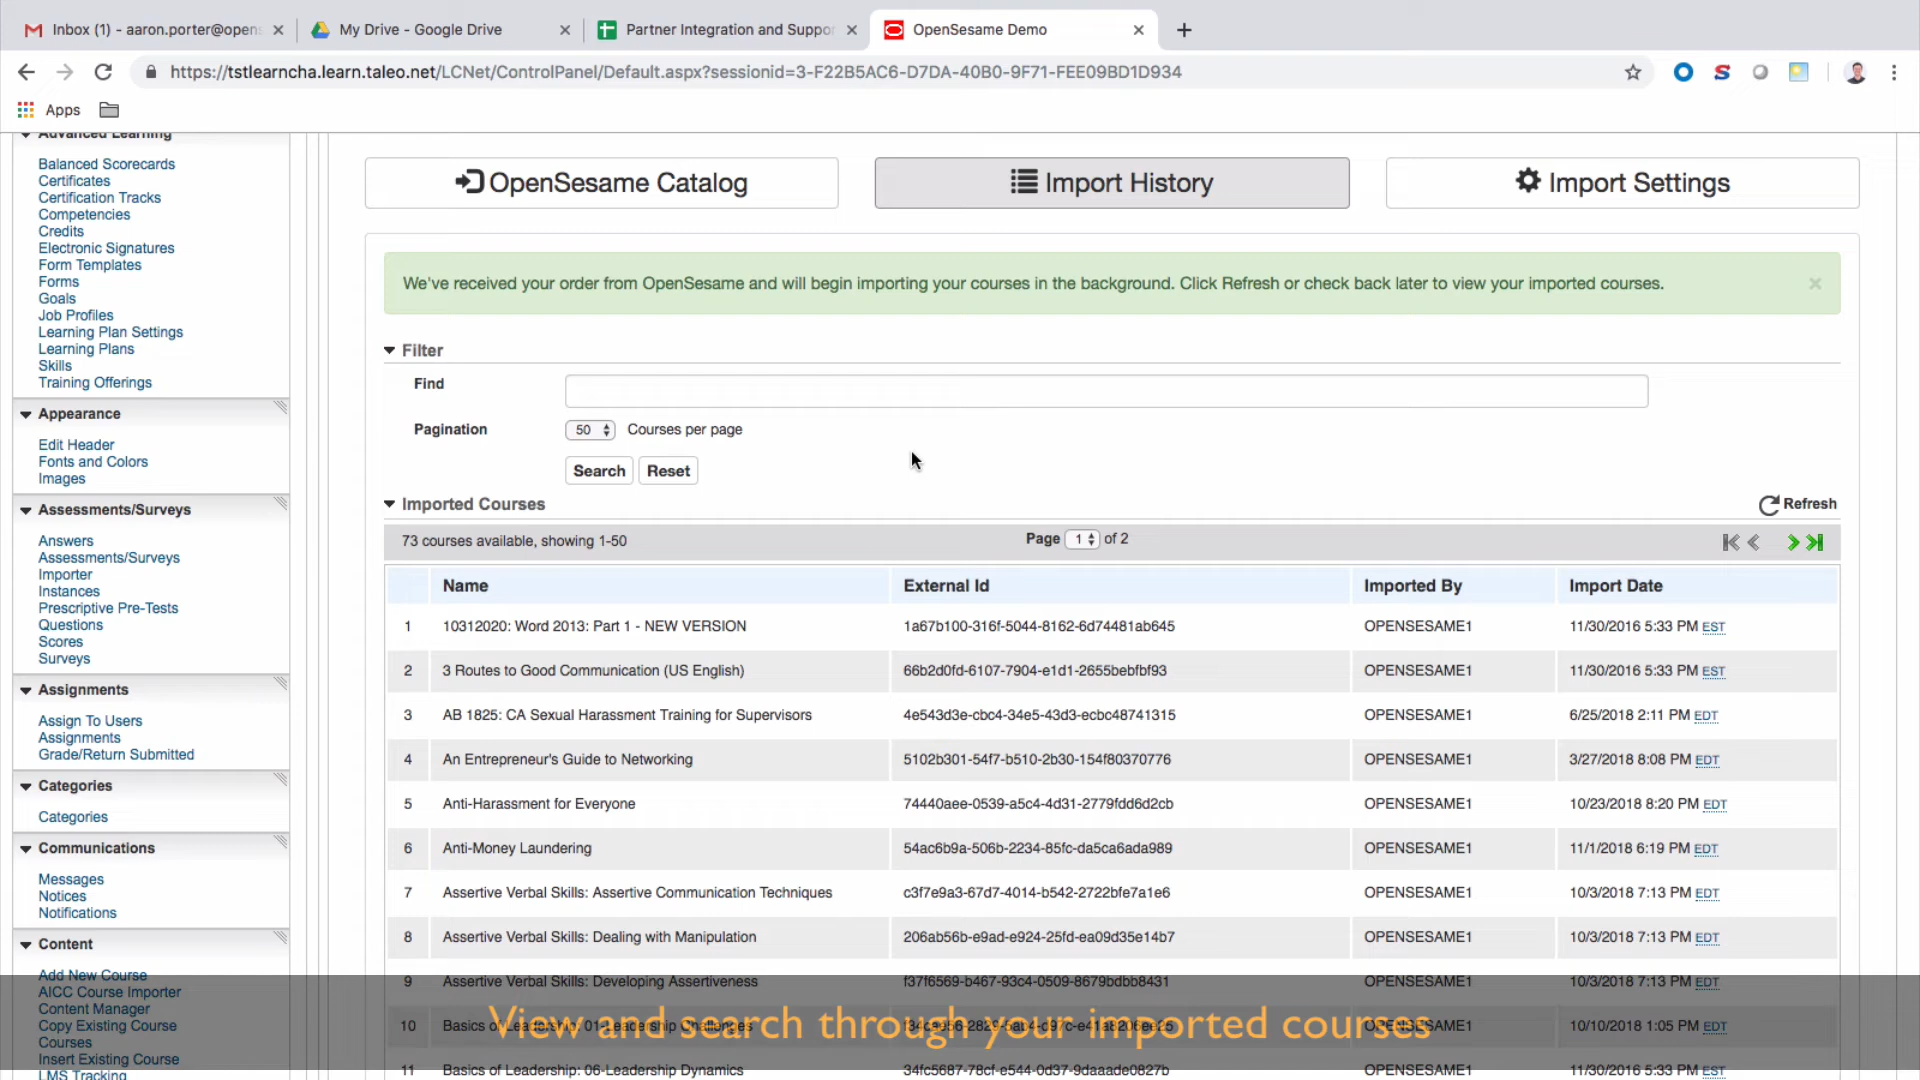 Inbox (1) - aaron.porter@opens
My Drive - Google Drive
Partner Integration and Suppor
OpenSesame Demo
https://tstlearncha.learn.taleo.net/LCNet/ControlPanel/Default.aspx?sessionid=3-F22B5AC6-D7DA-40B0-9F71-FEE09BD1D934
Apps
Advanced Learning
Balanced Scorecards
Certificates
Certification Tracks
Competencies
Credits
Electronic Signatures
Form Templates
Forms
Goals
Job Profiles
Learning Plan Settings
Learning Plans
Skills
Training Offerings
Appearance
Edit Header
Fonts and Colors
Images
Assessments/Surveys
Answers
Assessments/Surveys
Importer
Instances
Prescriptive Pre-Tests
Questions
Scores
Surveys
Assignments
Assign To Users
Assignments
Grade/Return Submitted
Categories
Categories
Communications
Messages
Notices
Notifications
Content
Add New Course
AICC Course Importer
Content Manager
Copy Existing Course
Courses
Insert Existing Course
LMS Tracking
OpenSesame Catalog
Import History
Import Settings
We've received your order from OpenSesame and will begin importing your courses in the background. Click Refresh or check back later to view your imported courses. ×
Filter
Find
Pagination 50 Courses per page
Search Reset
Imported Courses Refresh
73 courses available, showing 1-50 Page 1 of 2
Name External Id Imported By Import Date
1 10312020: Word 2013: Part 1 - NEW VERSION 1a67b100-316f-5044-8162-6d74481ab645 OPENSESAME1 11/30/2016 5:33 PM EST
2 3 Routes to Good Communication (US English) 66b2d0fd-6107-7904-e1d1-2655bebfbf93 OPENSESAME1 11/30/2016 5:33 PM EST
3 AB 1825: CA Sexual Harassment Training for Supervisors 4e543d3e-cbc4-34e5-43d3-ecbc48741315 OPENSESAME1 6/25/2018 2:11 PM EDT
4 An Entrepreneur's Guide to Networking 5102b301-54f7-b510-2b30-154f80370776 OPENSESAME1 3/27/2018 8:08 PM EDT
5 Anti-Harassment for Everyone 74440aee-0539-a5c4-4d31-2779fdd6d2cb OPENSESAME1 10/23/2018 8:20 PM EDT
6 Anti-Money Laundering 54ac6b9a-506b-2234-85fc-da5ca6ada989 OPENSESAME1 11/1/2018 6:19 PM EDT
7 Assertive Verbal Skills: Assertive Communication Techniques c3f7e9a3-67d7-4014-b542-2722bfe7a1e6 OPENSESAME1 10/3/2018 7:13 PM EDT
8 Assertive Verbal Skills: Dealing with Manipulation 206ab56b-e9ad-e924-25fd-ea09d35e14b7 OPENSESAME1 10/3/2018 7:13 PM EDT
9 Assertive Verbal Skills: Developing Assertiveness f37f6569-b467-93c4-0509-8679bdbb8431 OPENSESAME1 10/3/2018 7:13 PM EDT
10 Basics of Leadership: 01-Leadership Challenges OPENSESAME1 10/10/2018 1:05 PM EDT
View and search through your imported courses
11 Basics of Leadership: 06-Leadership Dynamics 34fc5687-78cf-e544-0d37-9daaade0827b OPENSESAME1 11/30/2016 5:33 PM EST